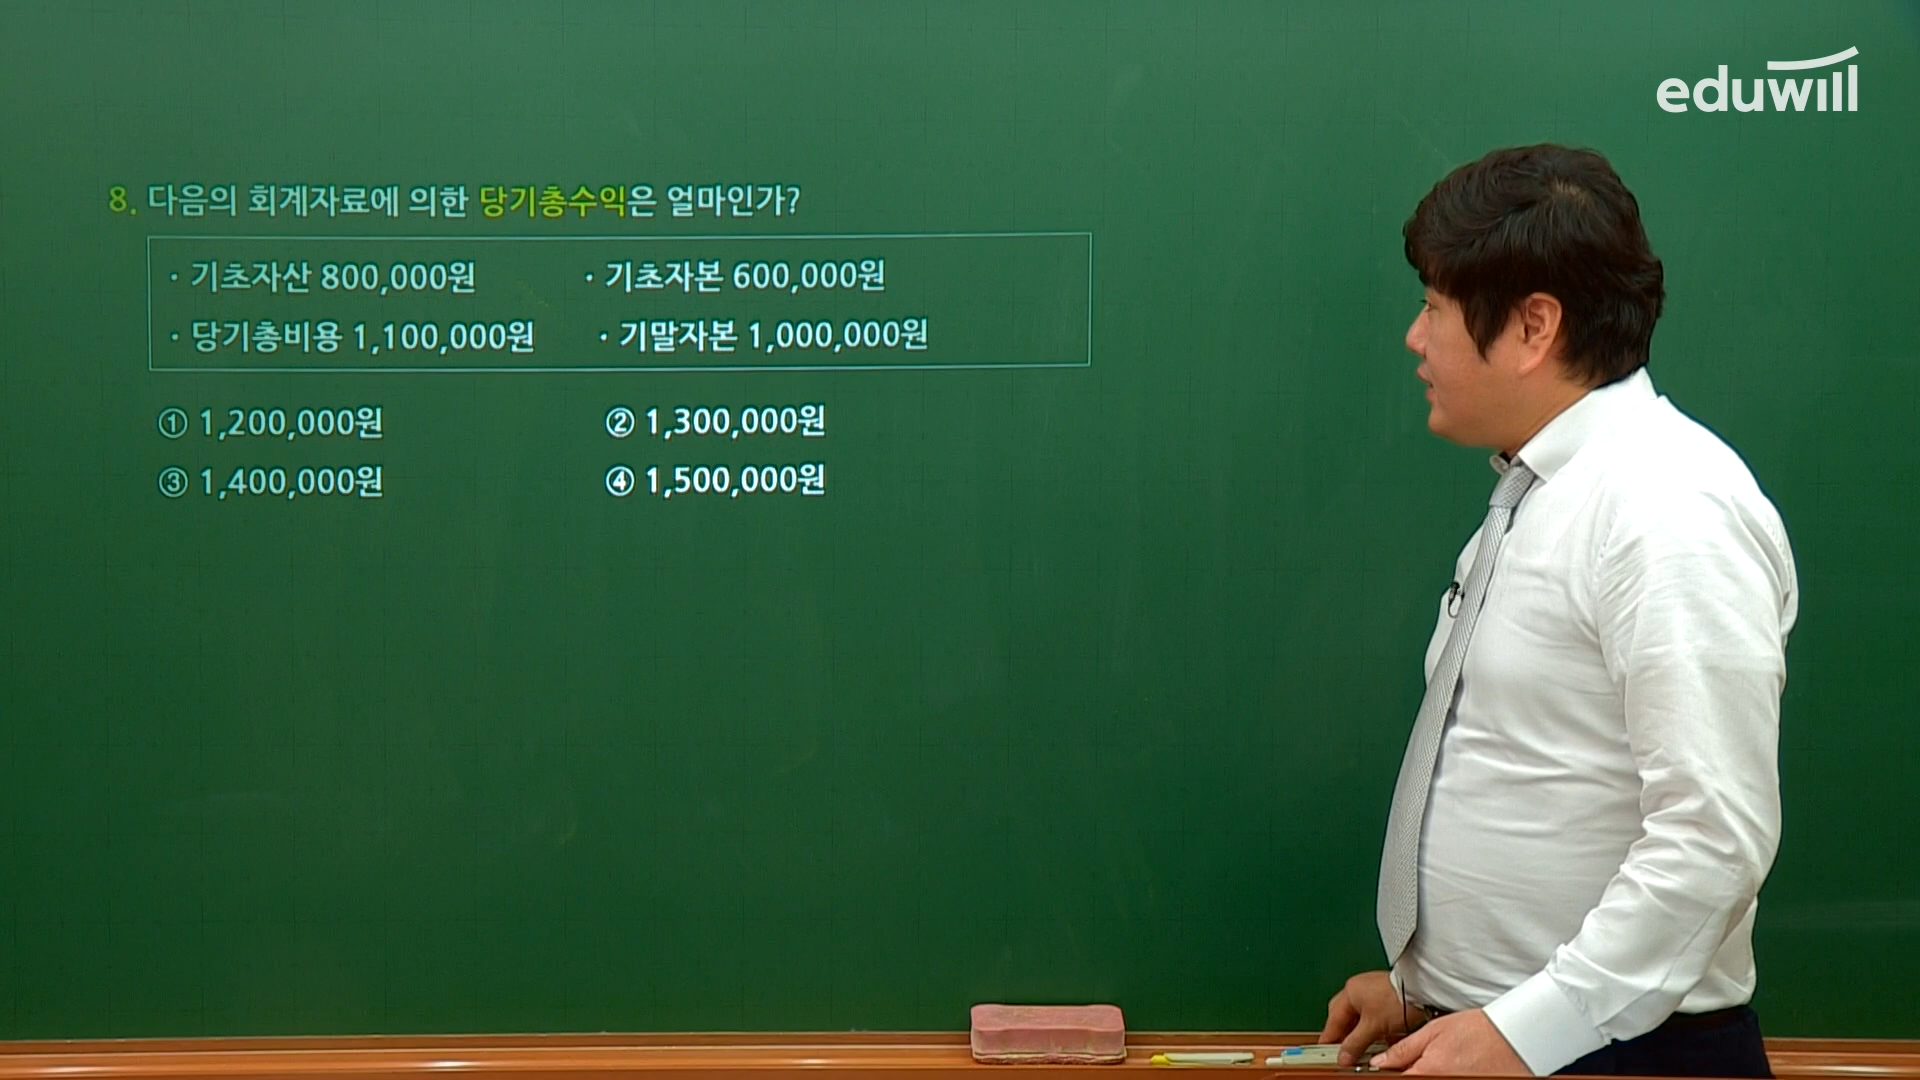 eduwill
8. 다음의 회계자료에 의한 당기총수익은 얼마인가?
· 기초자산 800,000원 · 기초자본 600,000원
· 당기총비용 1,100,000원 · 기말자본 1,000,000원
① 1,200,000원 ② 1,300,000원
③ 1,400,000원 ④ 1,500,000원